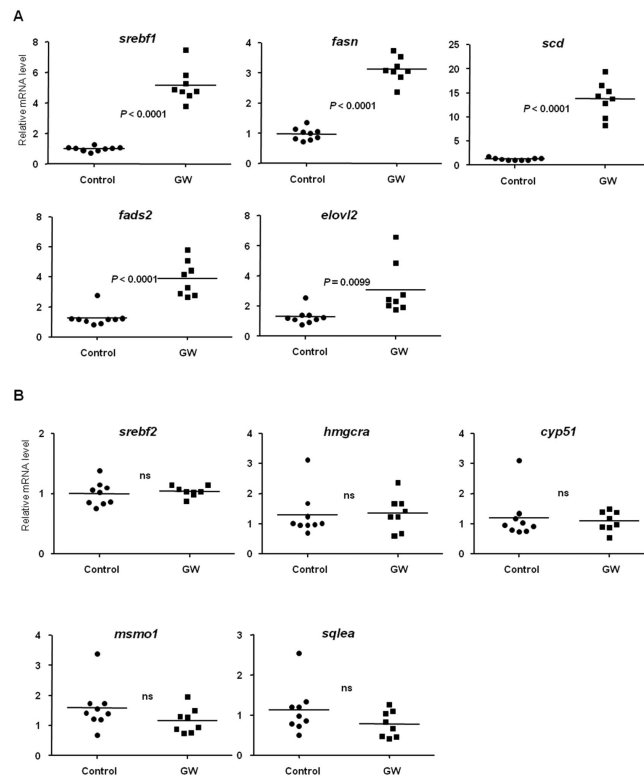 A
srebf1
fasn
scd
Relative mRNA level
8
6
4
2
0
P < 0.0001
Control
GW
4
3
2
1
0
P < 0.0001
Control
GW
25
20
15
10
5
0
P < 0.0001
Control
GW
fads2
elovl2
8
6
4
2
0
P < 0.0001
Control
GW
8
6
4
2
0
P = 0.0099
Control
GW
B
srebf2
hmgcra
cyp51
Relative mRNA level
2
1
0
ns
Control
GW
4
3
2
1
0
ns
Control
GW
4
3
2
1
0
ns
Control
GW
msmo1
sqlea
4
3
2
1
0
ns
Control
GW
3
2
1
0
ns
Control
GW